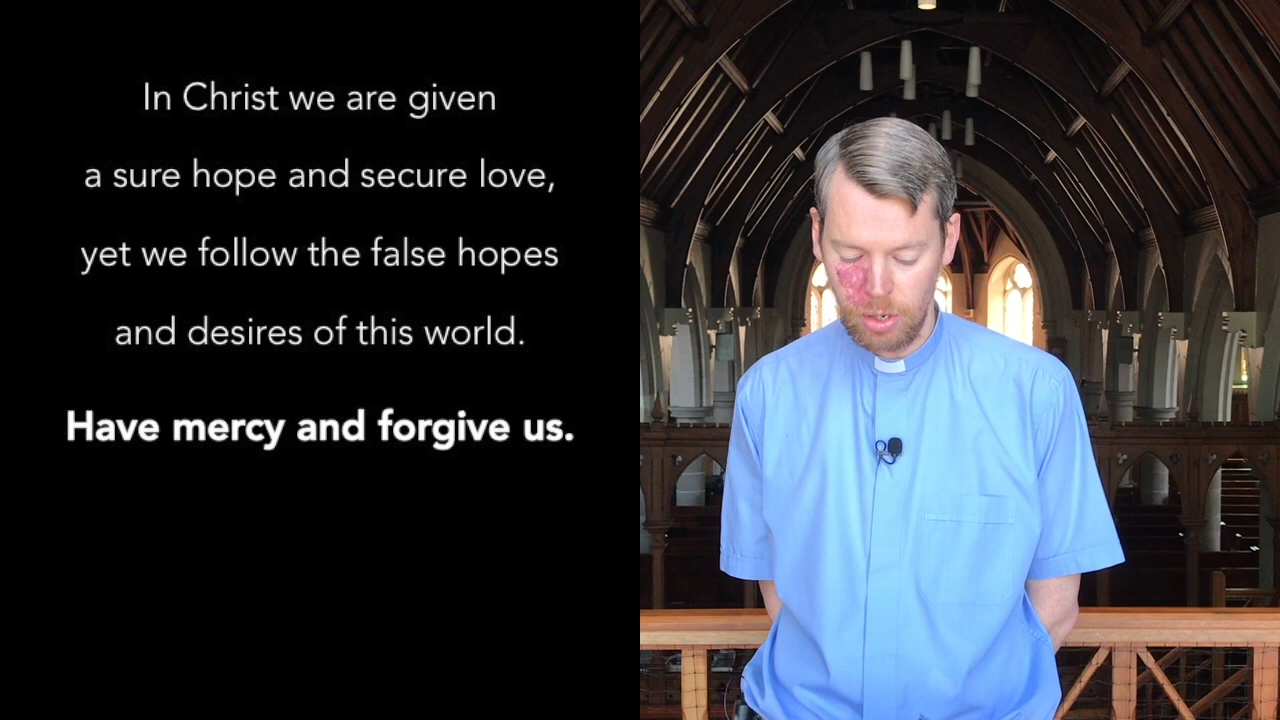 In Christ we are given
a sure hope and secure love,
yet we follow the false hopes
and desires of this world.
Have mercy and forgive us.